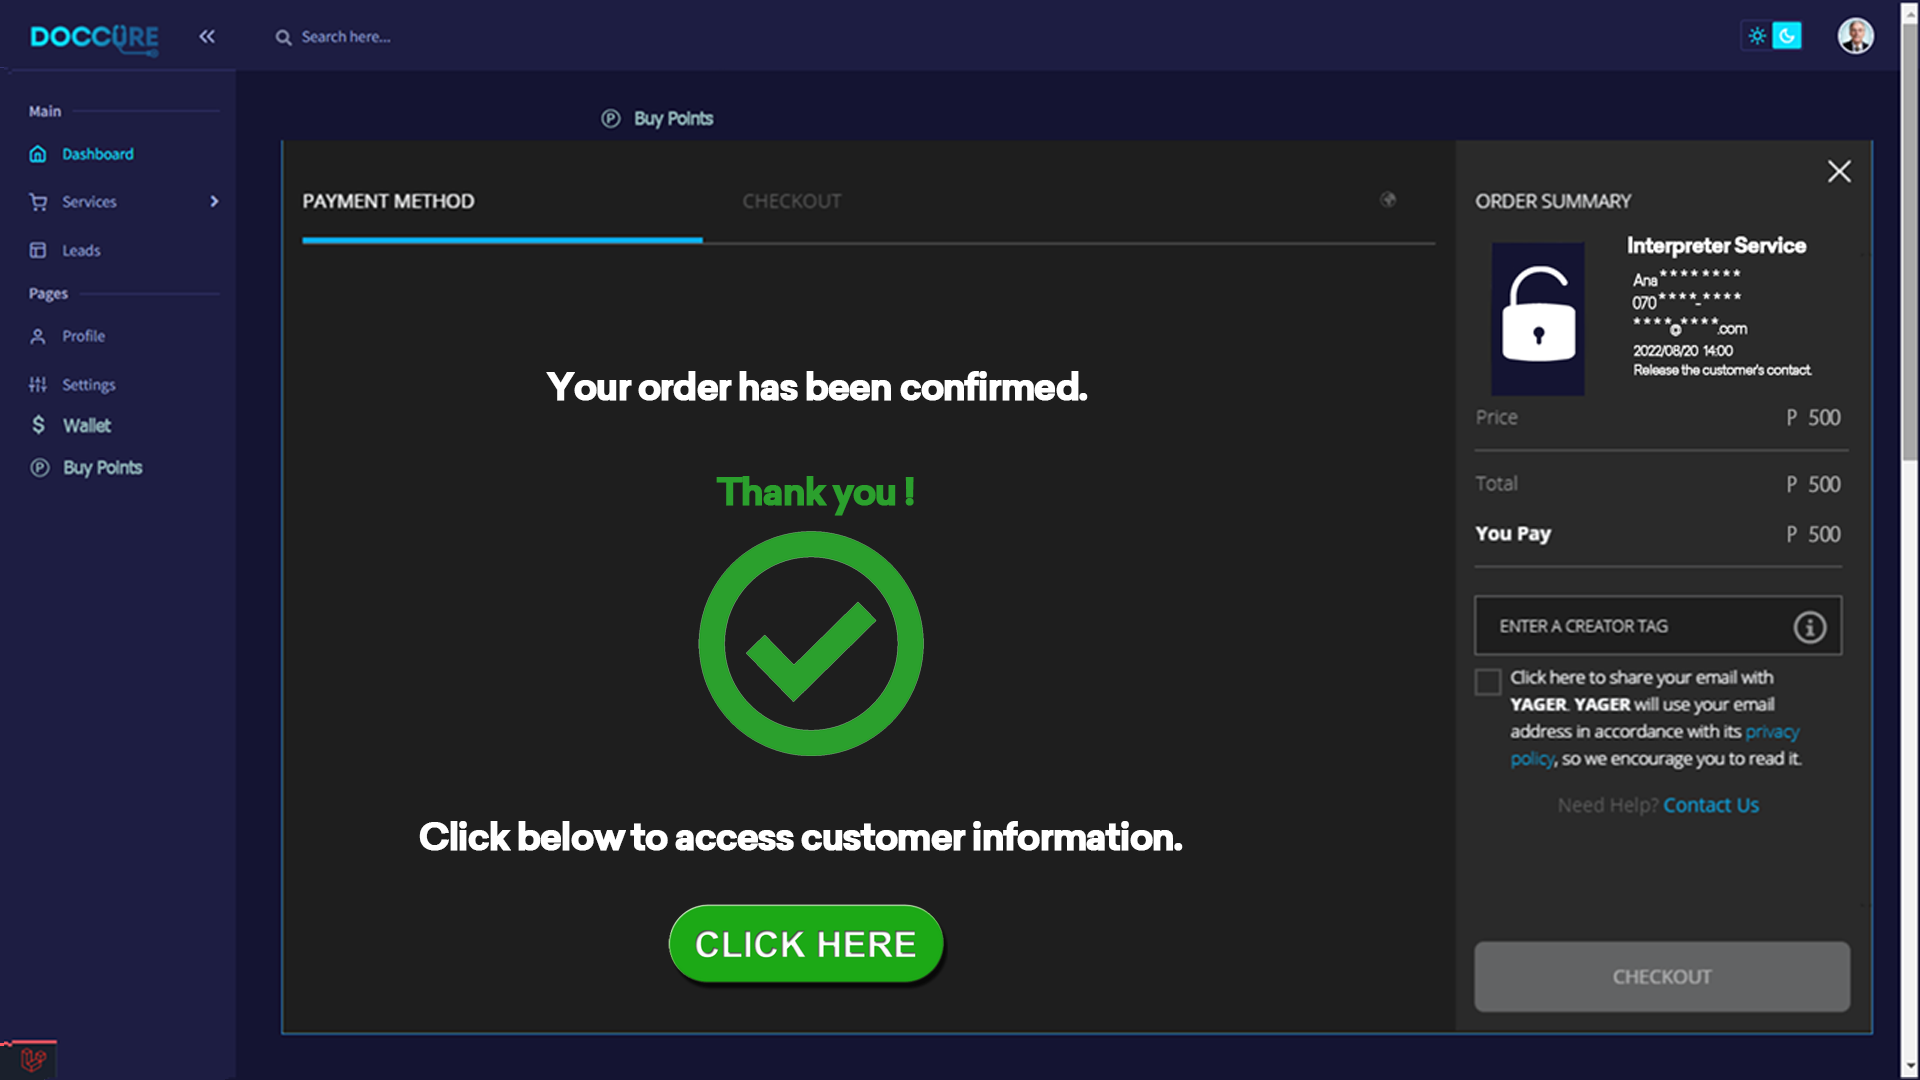 DOCCURE
Search here...
Main
Dashboard
Services
Leads
Pages
Profile
Settings
$ Wallet
P Buy Points
P Buy Points
PAYMENT METHOD
CHECKOUT
Your order has been confirmed.
Thank you !
Click below to access customer information.
CLICK HERE
ORDER SUMMARY
Interpreter Service
Ana********
070****-****
****@****.com
2022/08/20 14:00
Release the customer's contact.
Price P 500
Total P 500
You Pay P 500
ENTER A CREATOR TAG
Click here to share your email with
YAGER. YAGER will use your email
address in accordance with its privacy
policy, so we encourage you to read it.
Need Help? Contact Us
CHECKOUT